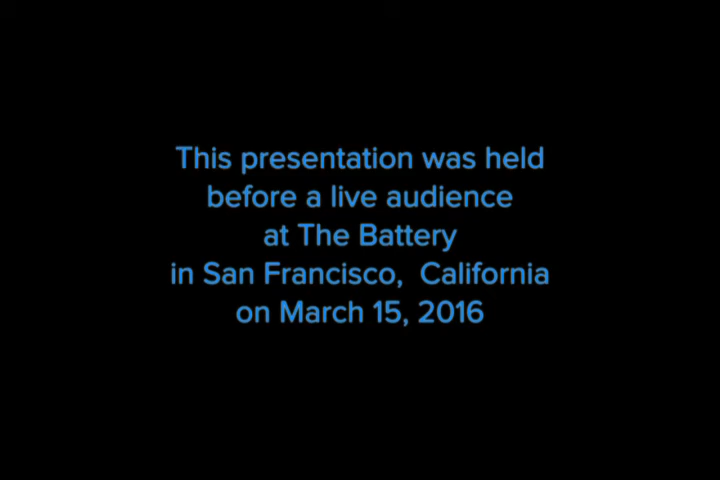 This presentation was held
before a live audience
at The Battery
in San Francisco,  California
on March 15, 2016